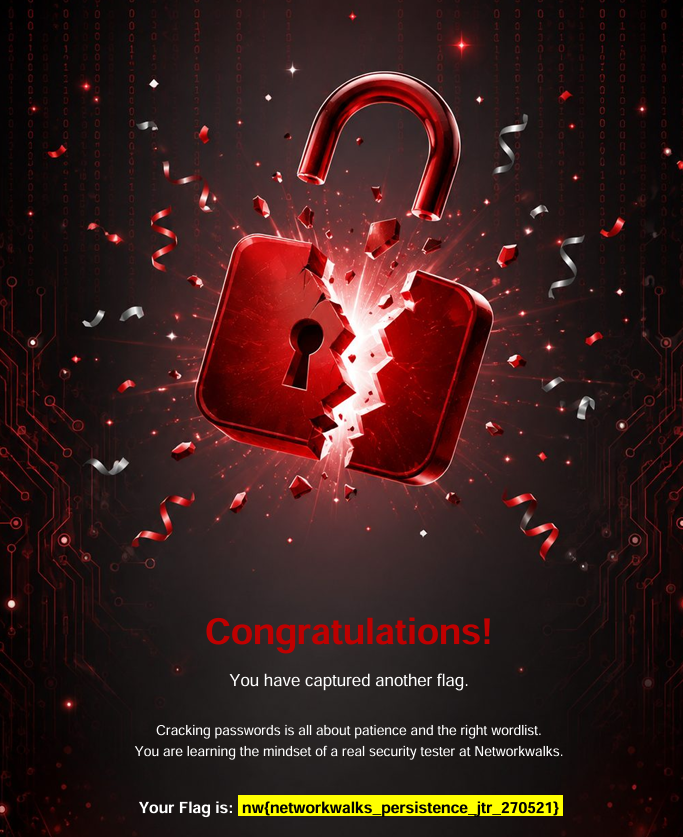 Congratulations!
You have captured another flag.
Cracking passwords is all about patience and the right wordlist.
You are learning the mindset of a real security tester at Networkwalks.
Your Flag is: nw{networkwalks_persistence_jtr_270521}